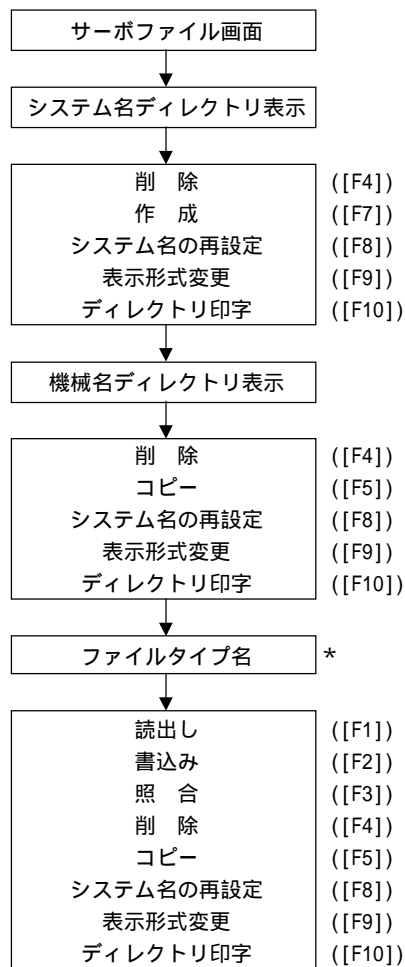 サーボファイル画面
システム名ディレクトリ表示
削　除 ([F4])
作　成 ([F7])
システム名の再設定 ([F8])
表示形式変更 ([F9])
ディレクトリ印字 ([F10])
機械名ディレクトリ表示
削　除 ([F4])
コピー ([F5])
システム名の再設定 ([F8])
表示形式変更 ([F9])
ディレクトリ印字 ([F10])
ファイルタイプ名 *
読出し ([F1])
書込み ([F2])
照　合 ([F3])
削　除 ([F4])
コピー ([F5])
システム名の再設定 ([F8])
表示形式変更 ([F9])
ディレクトリ印字 ([F10])